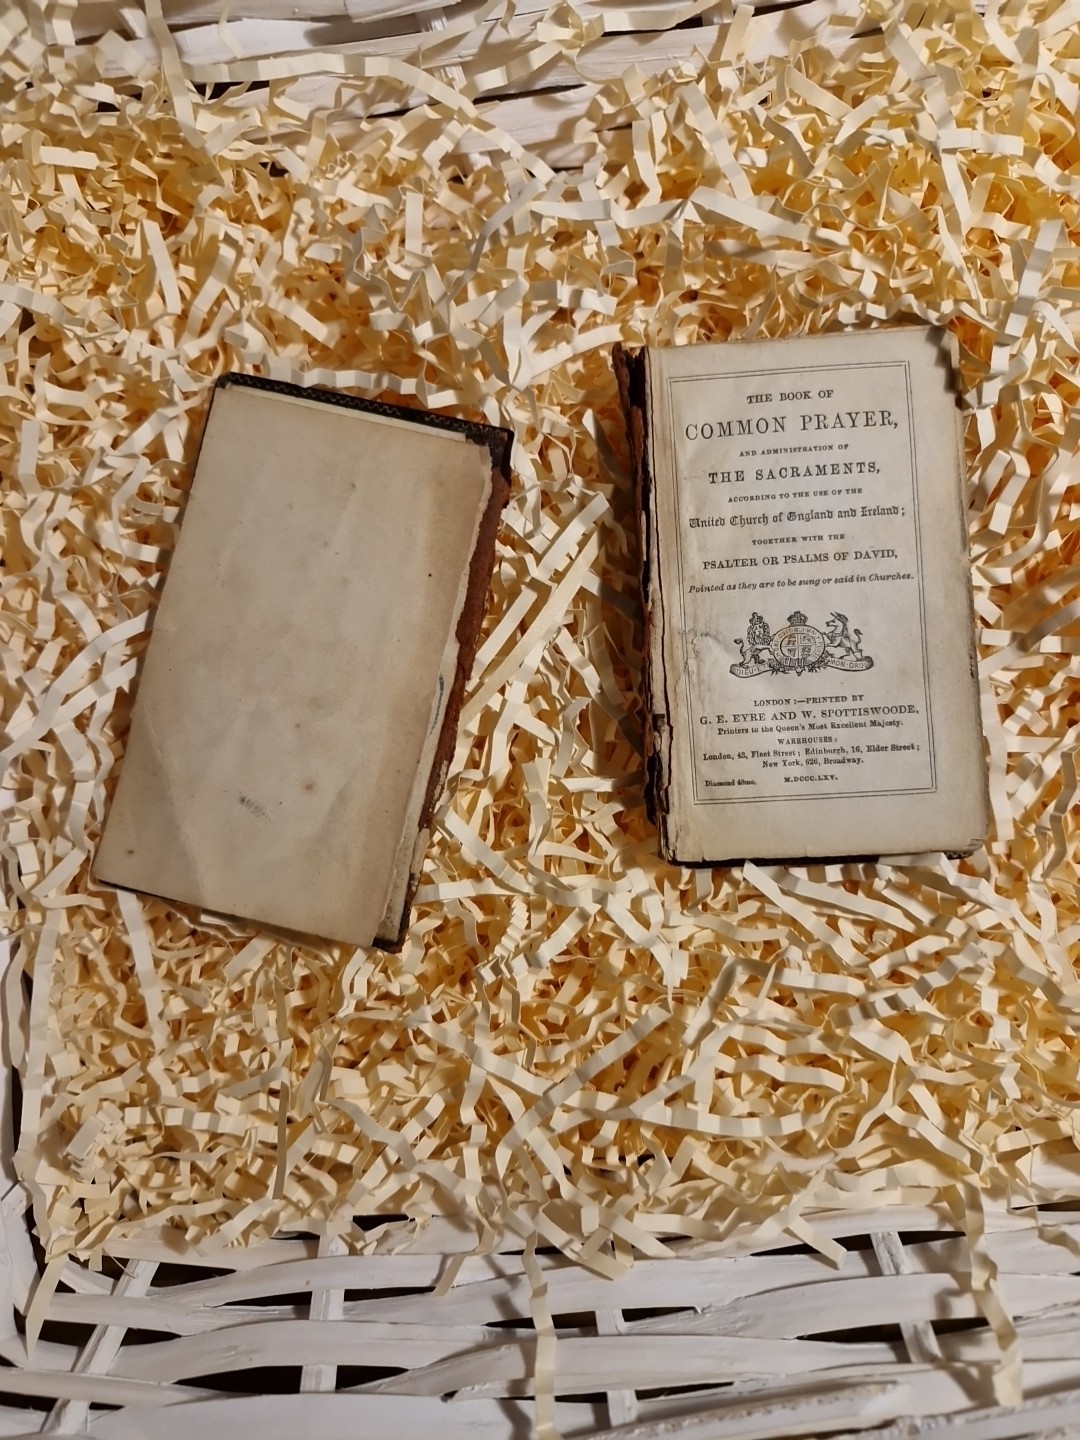 THE BOOK OF
COMMON PRAYER,
AND ADMINISTRATION OF
THE SACRAMENTS,
ACCORDING TO THE USE OF THE
United Church of England and Ireland;
TOGETHER WITH THE
PSALTER OR PSALMS OF DAVID,
Pointed as they are to be sung or said in Churches.
LONDON:—PRINTED BY
G. E. EYRE AND W. SPOTTISWOODE,
Printers to the Queen's Most Excellent Majesty.
WAREHOUSES:
London, 43, Fleet Street; Edinburgh, 16, Elder Street;
New York, 626, Broadway.
Diamond 48mo. M.DCCC.LXV.